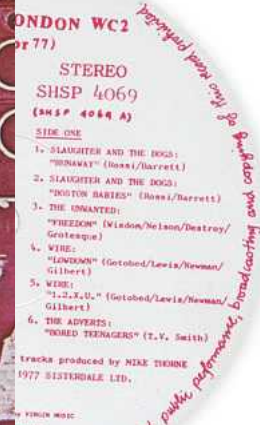 ONDON WC2
or 77)
STEREO
SHSP 4069
(SHSP 4069 A)
SIDE ONE
1. SLAUGHTER AND THE DOGS:
"RUNAWAY" (Rossi/Barrett)
2. SLAUGHTER AND THE DOGS:
"BOSTON BABIES" (Rossi/Barrett)
3. THE UNWANTED:
"FREEDOM" (Wisdom/Nelson/Destroy/
Grotesque)
4. WIRE:
"LOWDOWN" (Gotobed/Lewis/Newman/
Gilbert)
5. WIRE:
"1.2.X.U." (Gotobed/Lewis/Newman/
Gilbert)
6. THE ADVERTS:
"BORED TEENAGERS" (T.V. Smith)
tracks produced by MIKE THORNE
1977 SISTERDALE LTD.
by VIRGIN MUSIC
public performance, broadcasting and copying of this record prohibited.